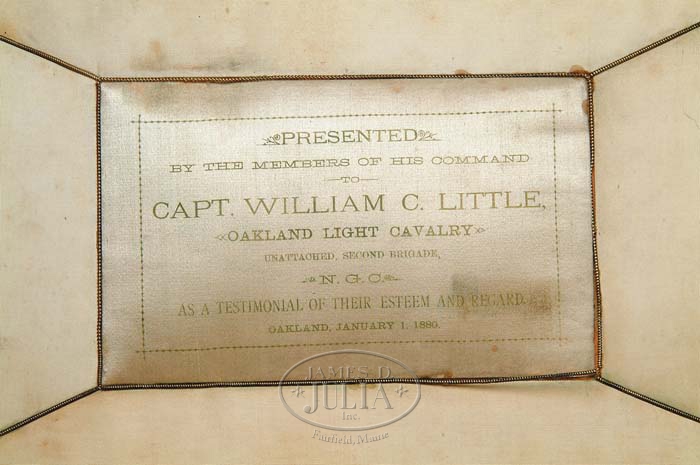 PRESENTED
BY THE MEMBERS OF HIS COMMAND
TO
CAPT. WILLIAM C. LITTLE,
OAKLAND LIGHT CAVALRY
UNATTACHED, SECOND BRIGADE,
N. G. C.
AS A TESTIMONIAL OF THEIR ESTEEM AND REGARD.
OAKLAND, JANUARY 1, 1880.
JAMES D.
JULIA
Inc.
Fairfield, Maine